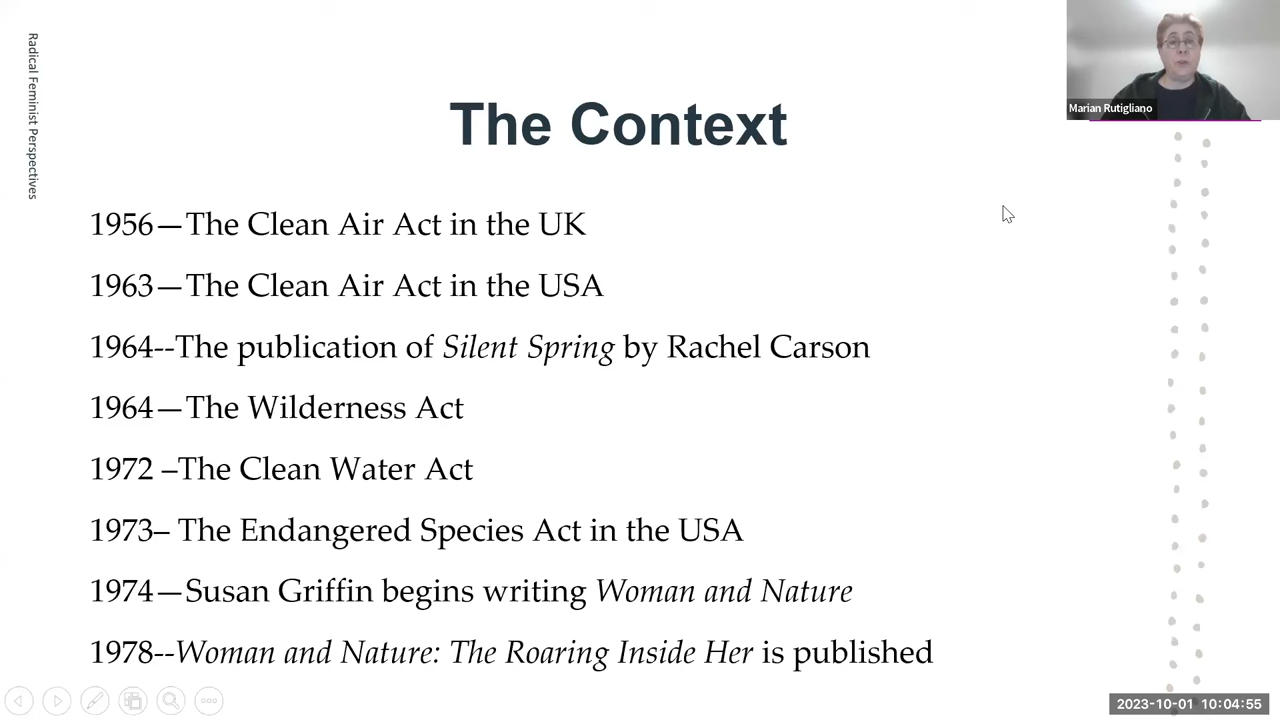 Radical Feminist Perspectives
Marian Rutigliano
The Context
1956—The Clean Air Act in the UK
1963—The Clean Air Act in the USA
1964--The publication of Silent Spring by Rachel Carson
1964—The Wilderness Act
1972 –The Clean Water Act
1973– The Endangered Species Act in the USA
1974—Susan Griffin begins writing Woman and Nature
1978--Woman and Nature: The Roaring Inside Her is published
2023-10-01 10:04:55